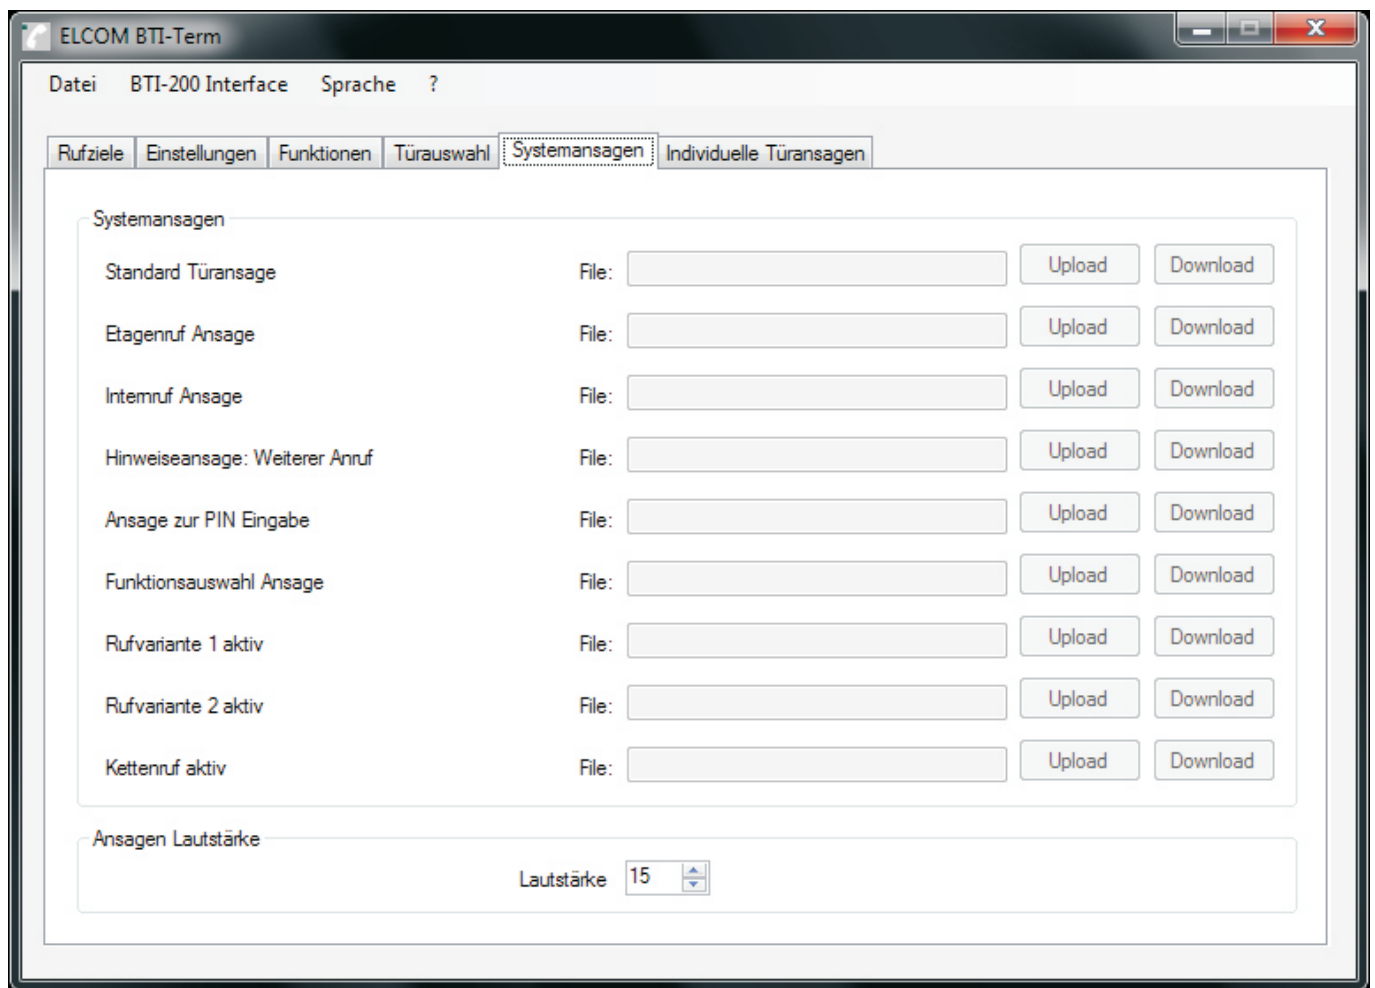 ELCOM BTI-Term
Datei BTI-200 Interface Sprache ?
Rufziele Einstellungen Funktionen Türauswahl Systemansagen Individuelle Türansagen
Systemansagen
Standard Türansage File: Upload Download
Etagenruf Ansage File: Upload Download
Internruf Ansage File: Upload Download
Hinweiseansage: Weiterer Anruf File: Upload Download
Ansage zur PIN Eingabe File: Upload Download
Funktionsauswahl Ansage File: Upload Download
Rufvariante 1 aktiv File: Upload Download
Rufvariante 2 aktiv File: Upload Download
Kettenruf aktiv File: Upload Download
Ansagen Lautstärke
Lautstärke 15